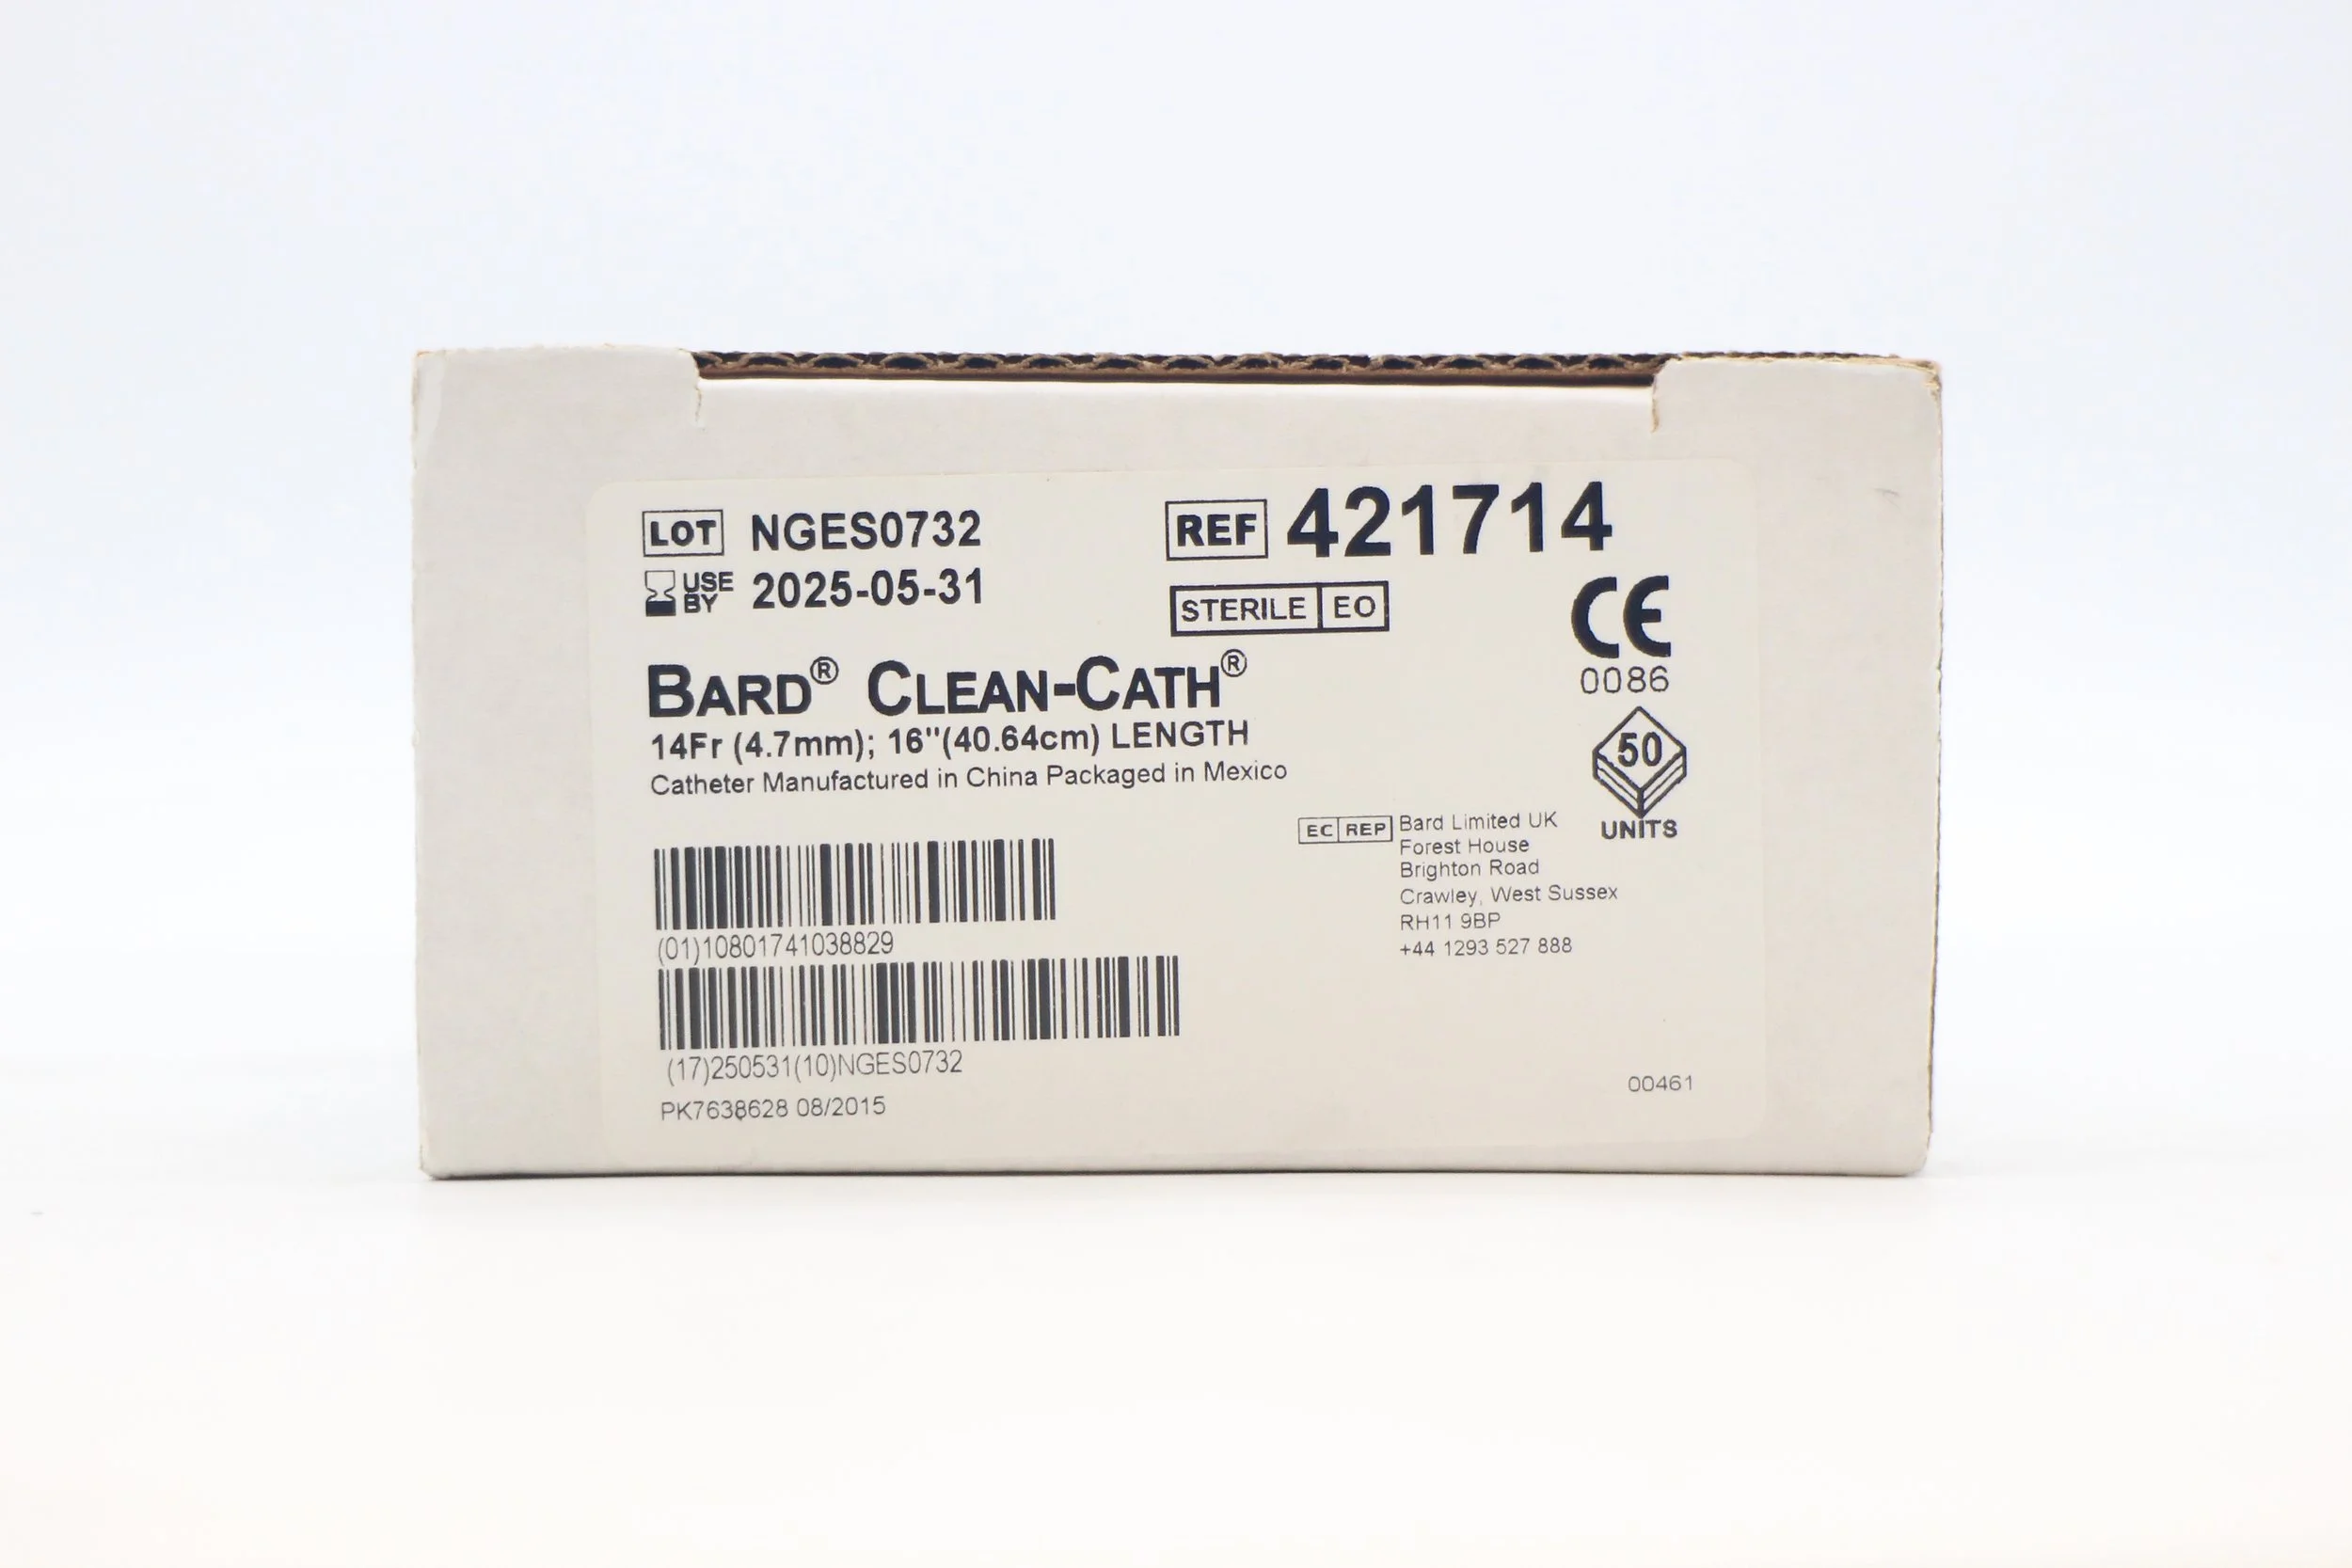 LOT NGES0732
USE BY 2025-05-31
REF 421714
STERILE EO
CE
0086
BARD® CLEAN-CATH®
14Fr (4.7mm); 16"(40.64cm) LENGTH
Catheter Manufactured in China Packaged in Mexico
50
UNITS
EC REP Bard Limited UK
Forest House
Brighton Road
Crawley, West Sussex
RH11 9BP
+44 1293 527 888
(01)10801741038829
(17)250531(10)NGES0732
PK7638628 08/2015
00461